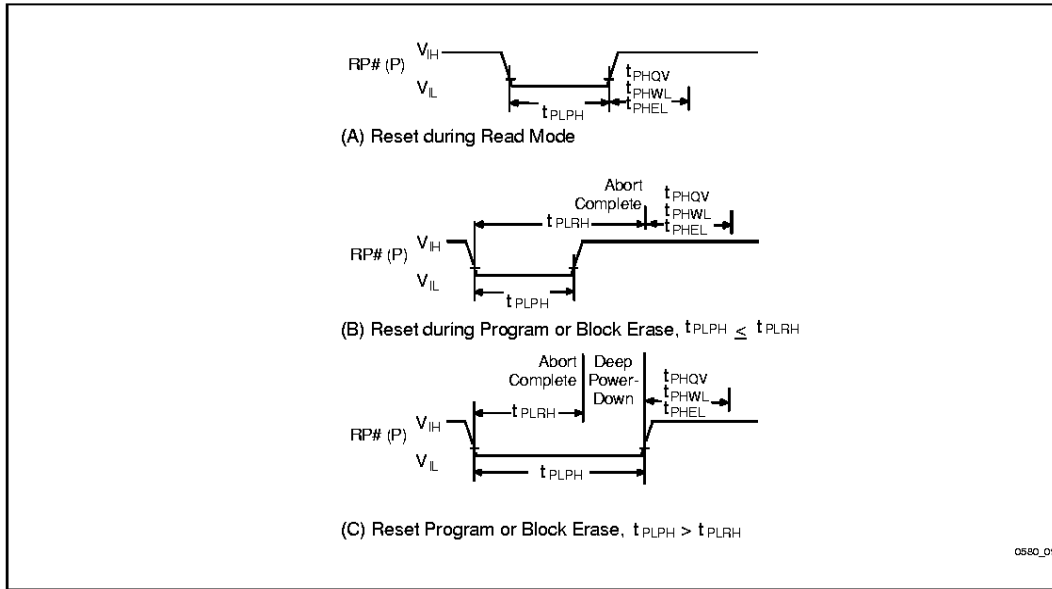 RP# (P)
VIH
VIL
tPHQV
tPHWL
tPHEL
tPLPH
(A) Reset during Read Mode
Abort
Complete
tPLRH
tPHQV
tPHWL
tPHEL
RP# (P)
VIH
VIL
tPLPH
(B) Reset during Program or Block Erase, tPLPH ≤ tPLRH
Abort
Complete
Deep
Power-
Down
tPLRH
tPHQV
tPHWL
tPHEL
RP# (P)
VIH
VIL
tPLPH
(C) Reset Program or Block Erase, tPLPH > tPLRH